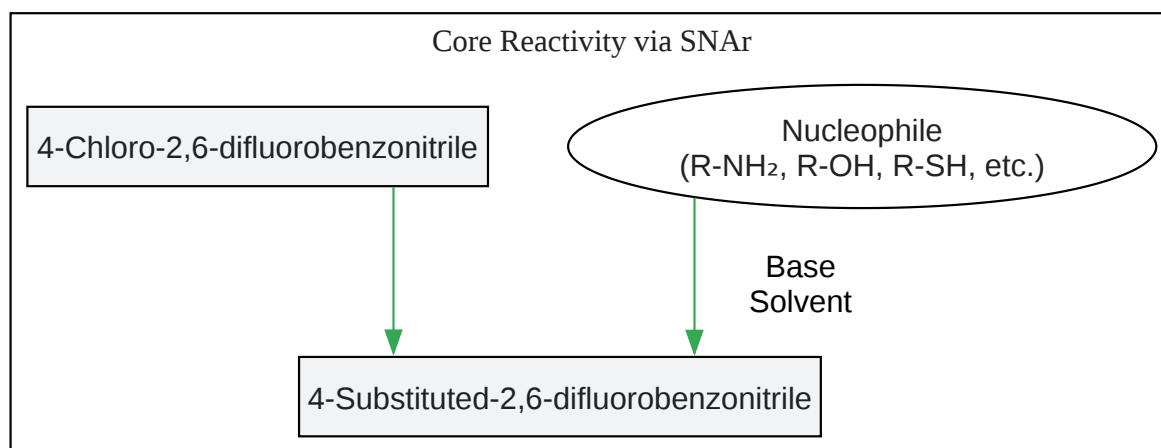 Core Reactivity via SNAr
4-Chloro-2,6-difluorobenzonitrile
Nucleophile
(R-NH₂, R-OH, R-SH, etc.)
Base
Solvent
4-Substituted-2,6-difluorobenzonitrile